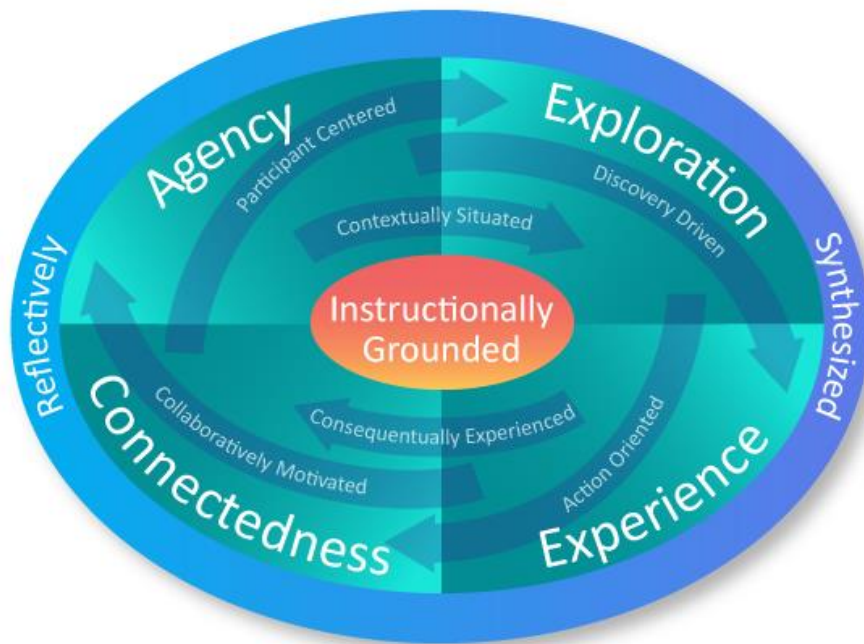 Agency
Exploration
Participant Centered
Discovery Driven
Contextually Situated
Reflectively
Synthesized
Instructionally
Grounded
Consequentually Experienced
Collaboratively Motivated
Action Oriented
Connectedness
Experience